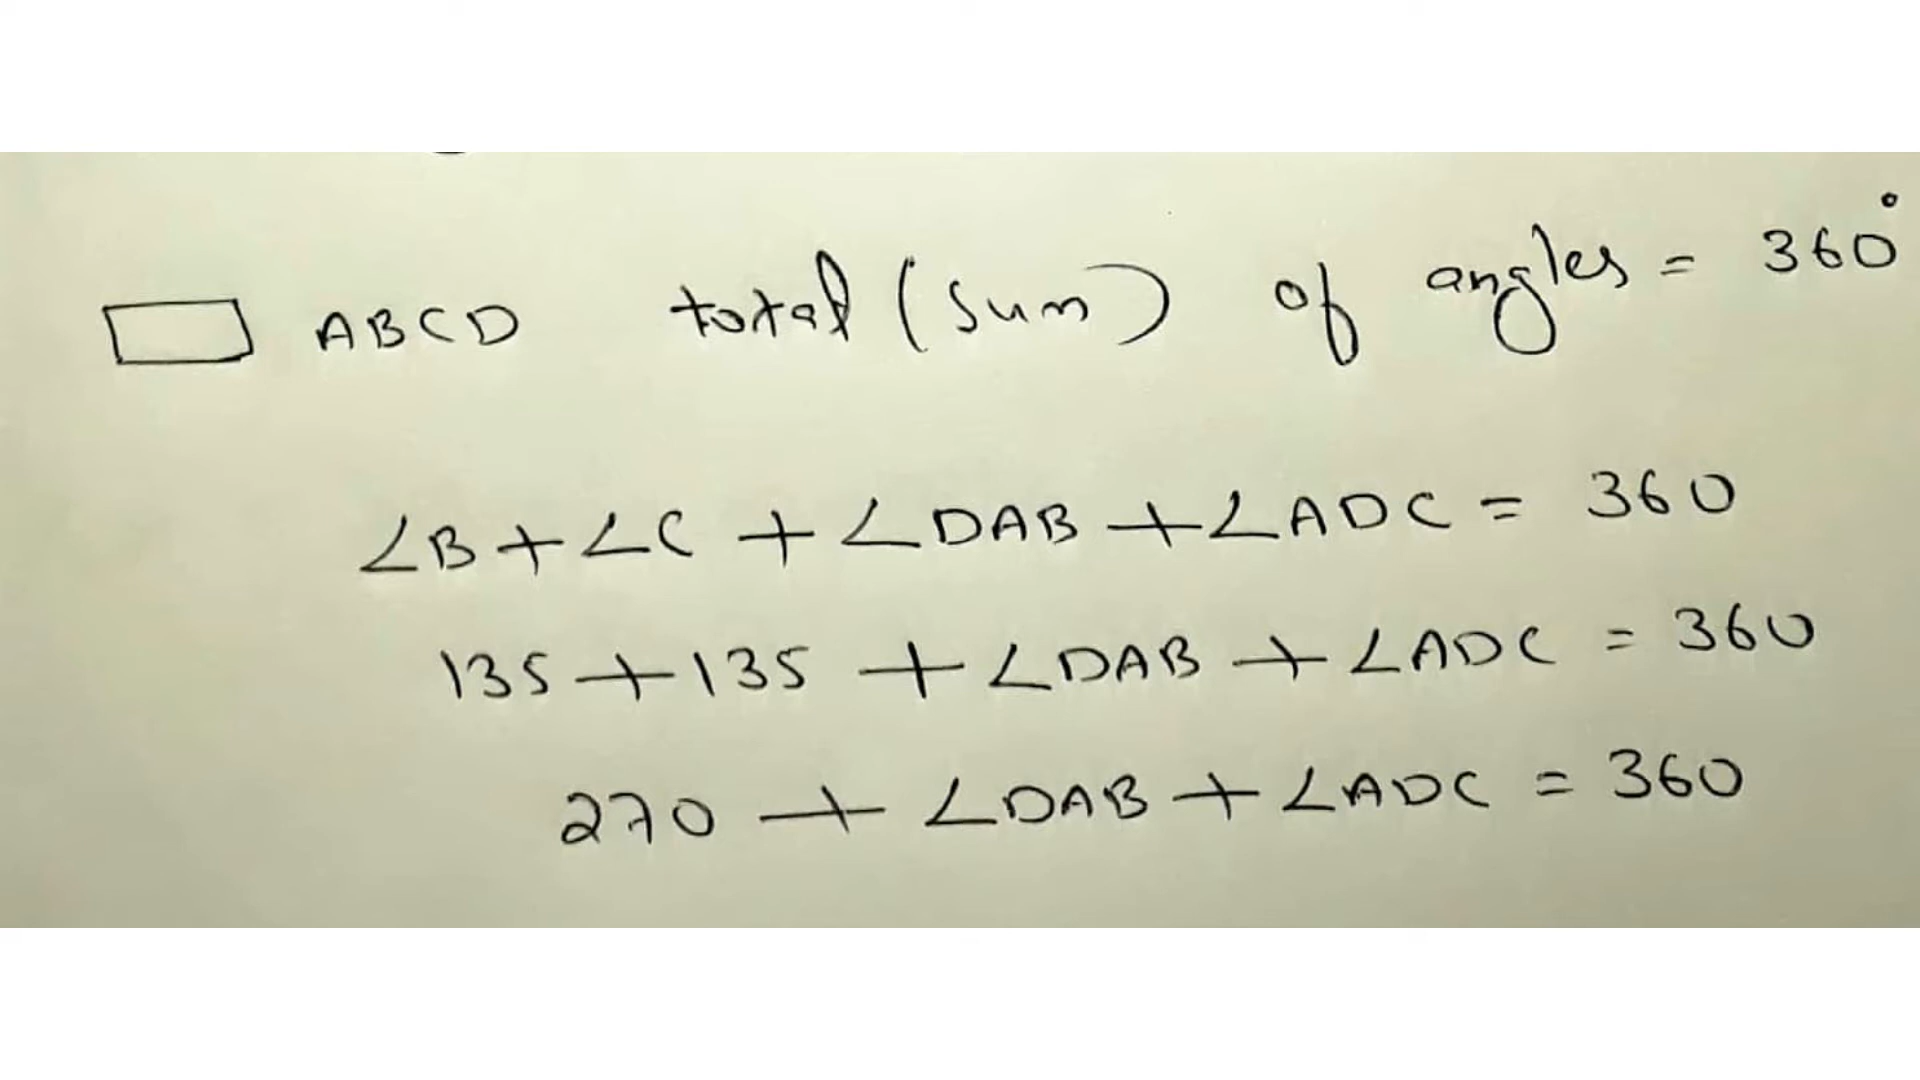 ▭ ABCD total (sum) of angles = 360°
∠B + ∠C + ∠DAB + ∠ADC = 360
135 + 135 + ∠DAB + ∠ADC = 360
270 + ∠DAB + ∠ADC = 360